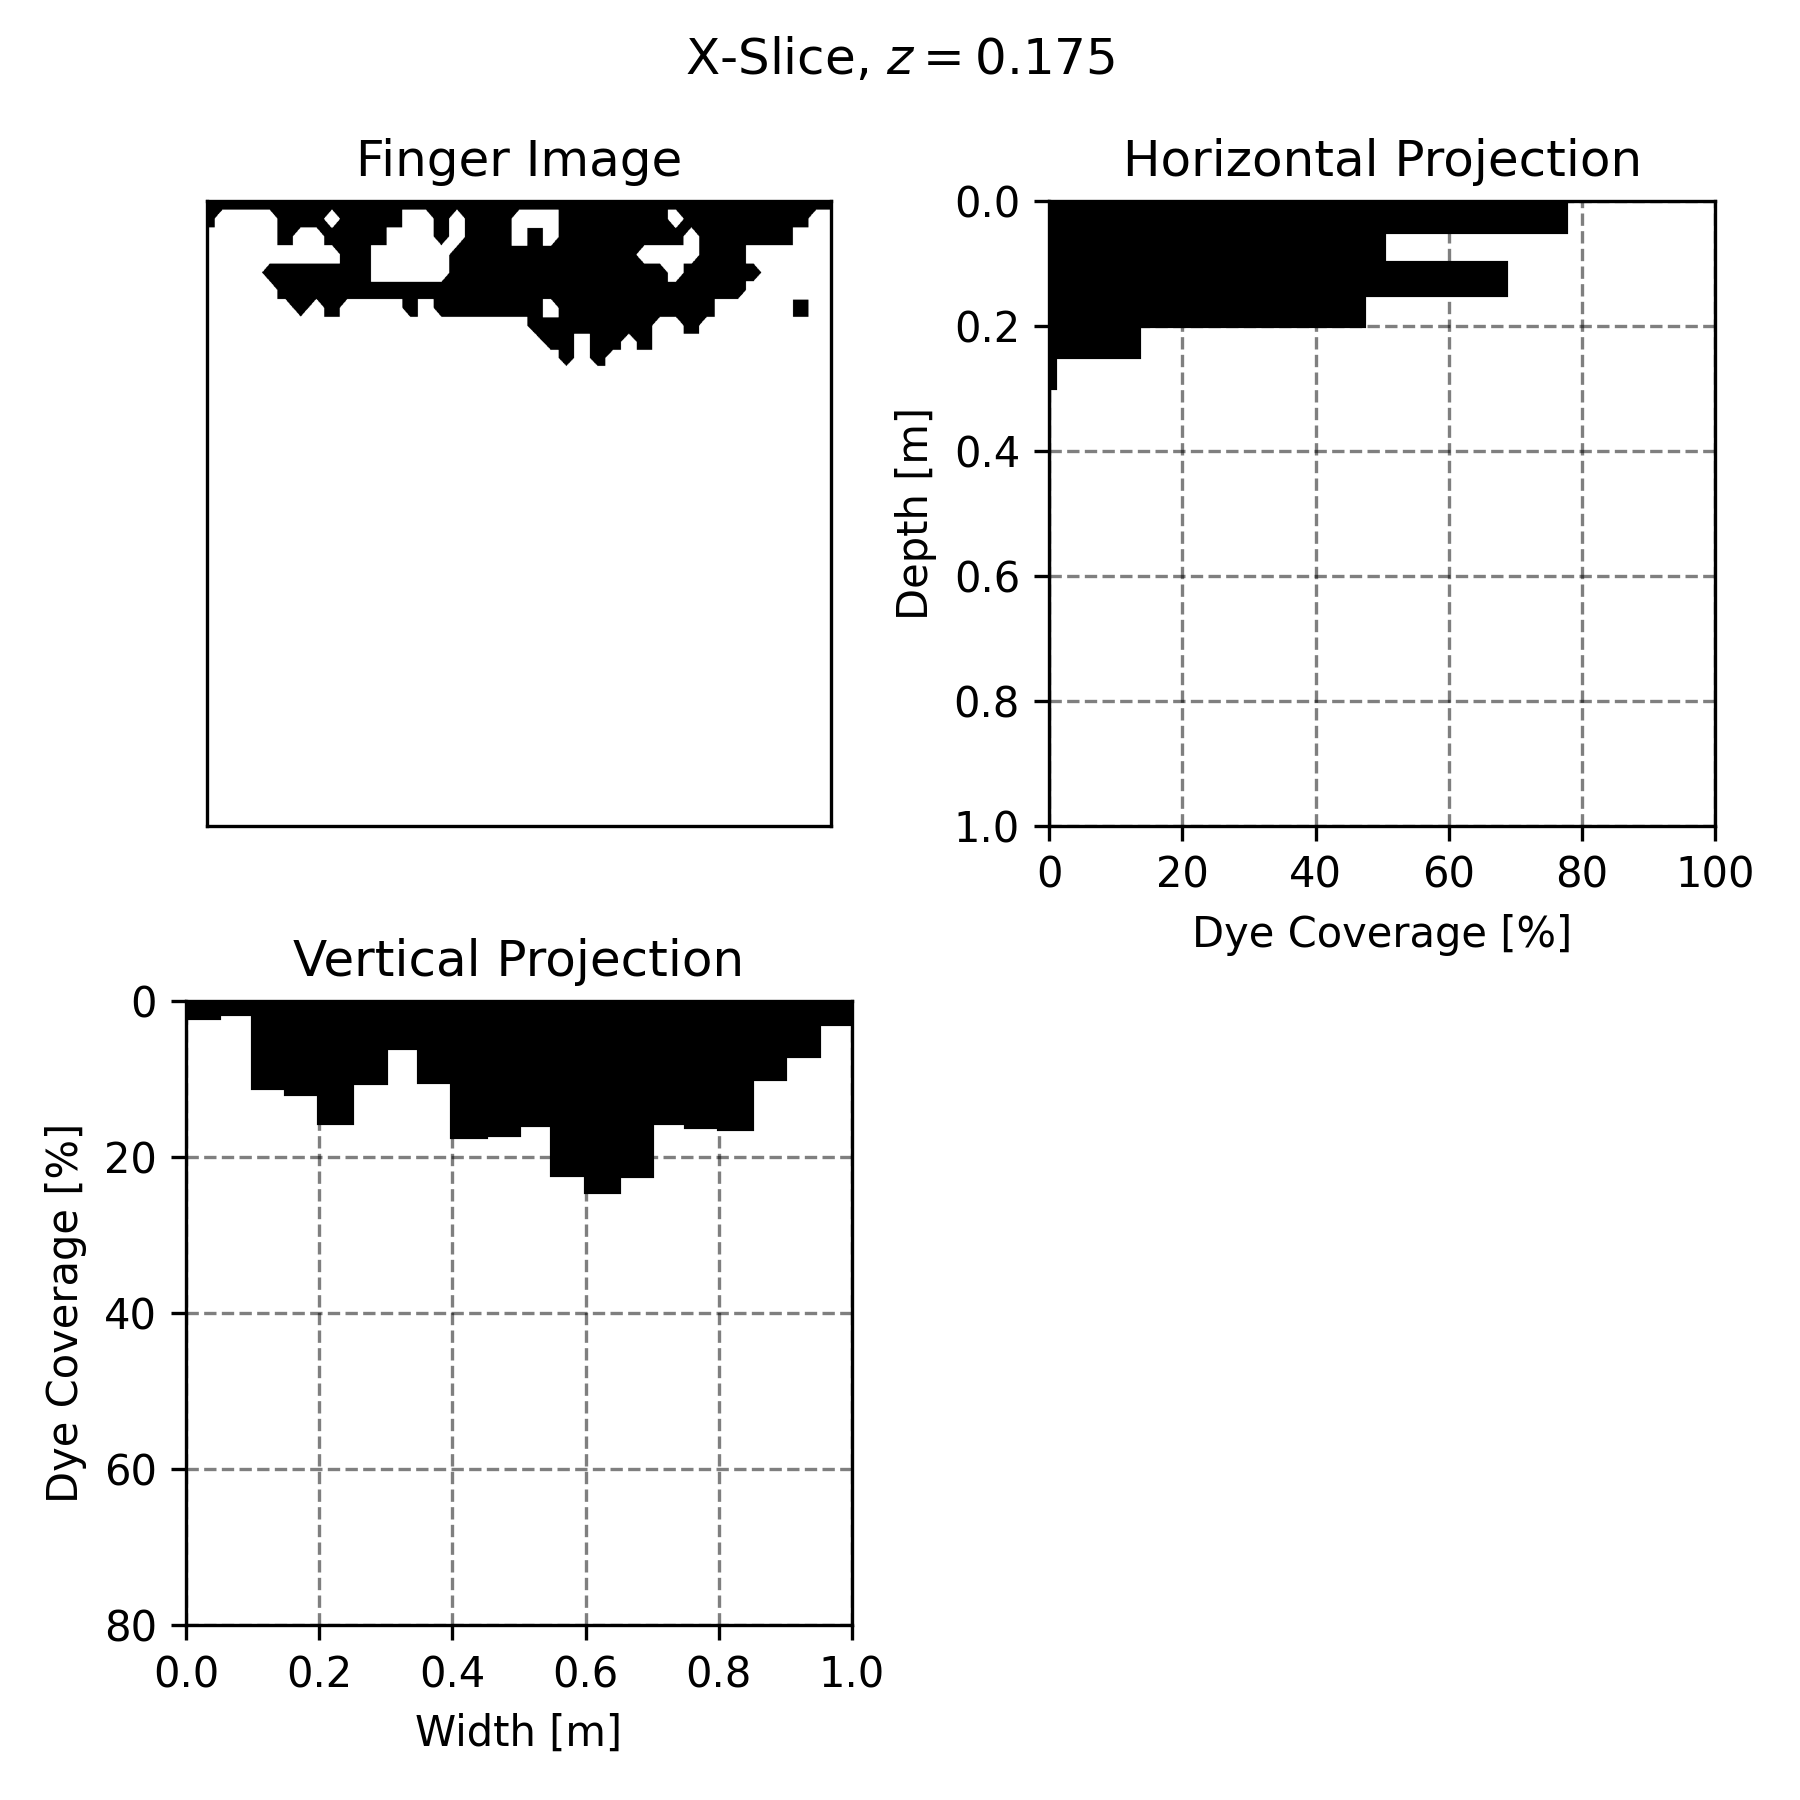 X-Slice, z = 0.175
Finger Image
Horizontal Projection
0.0
0.2
0.4
0.6
0.8
1.0
Depth [m]
0 20 40 60 80 100
Dye Coverage [%]
Vertical Projection
0
20
40
60
80
Dye Coverage [%]
0.0 0.2 0.4 0.6 0.8 1.0
Width [m]